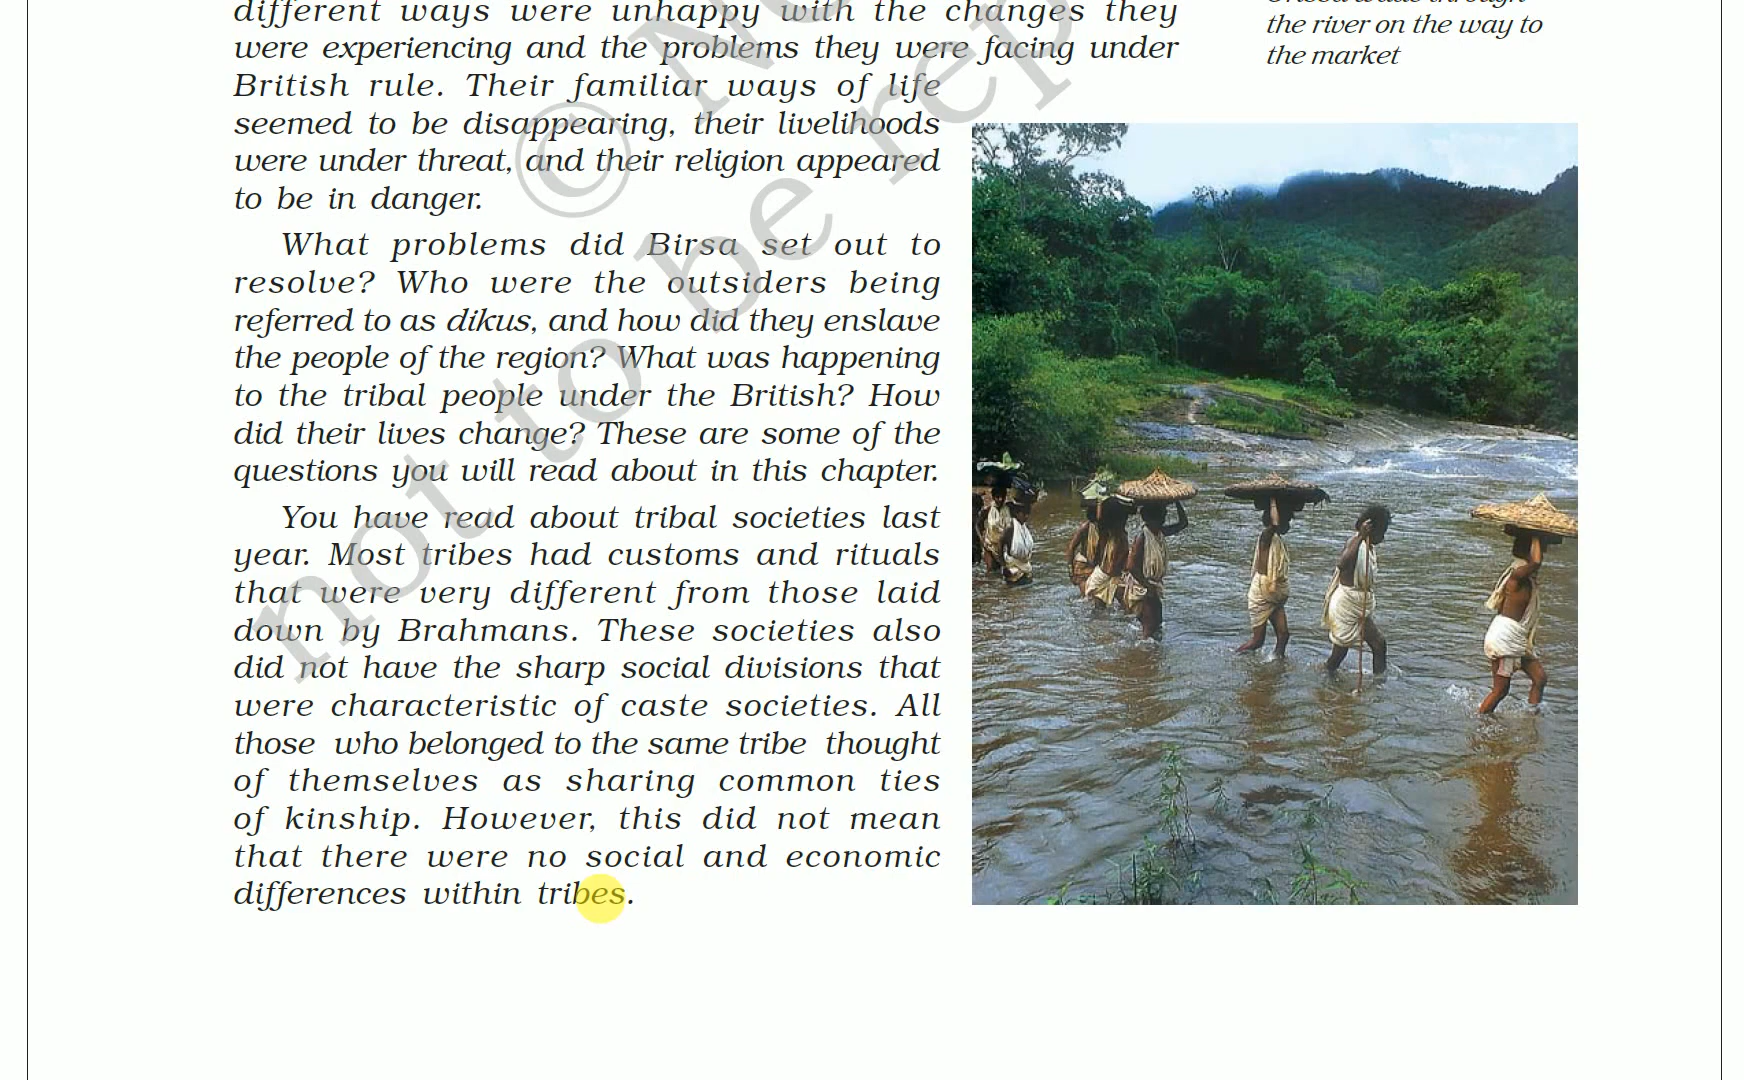 different ways were unhappy with the changes they
were experiencing and the problems they were facing under
British rule. Their familiar ways of life
seemed to be disappearing, their livelihoods
were under threat, and their religion appeared
to be in danger.
What problems did Birsa set out to
resolve? Who were the outsiders being
referred to as dikus, and how did they enslave
the people of the region? What was happening
to the tribal people under the British? How
did their lives change? These are some of the
questions you will read about in this chapter.
You have read about tribal societies last
year. Most tribes had customs and rituals
that were very different from those laid
down by Brahmans. These societies also
did not have the sharp social divisions that
were characteristic of caste societies. All
those who belonged to the same tribe thought
of themselves as sharing common ties
of kinship. However, this did not mean
that there were no social and economic
differences within tribes.
the river on the way to
the market
©
not to be rep